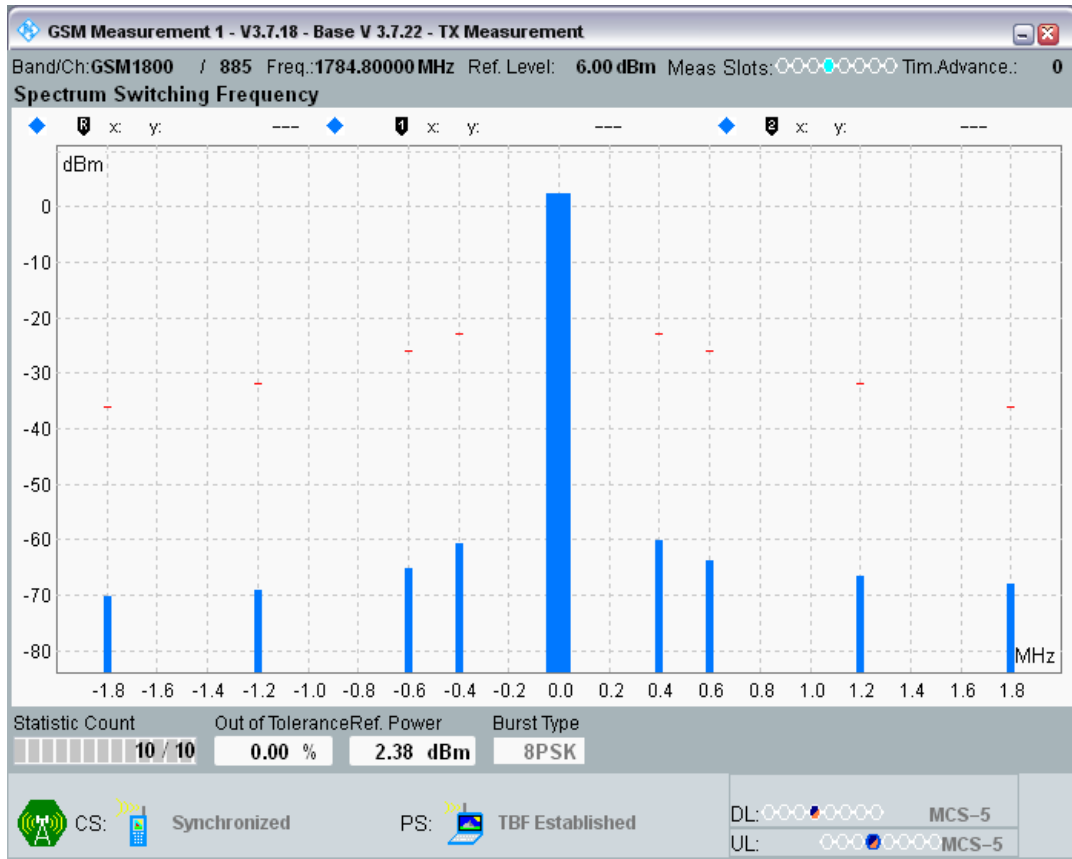 GSM Measurement 1 - V3.7.18 - Base V 3.7.22 - TX Measurement
Band/Ch:GSM1800 / 885 Freq.:1784.80000 MHz Ref. Level: 6.00 dBm Meas Slots: Tim.Advance.: 0
Spectrum Switching Frequency
R x: y: --- 1 x: y: --- 2 x: y: ---
dBm
0
-10
-20
-30
-40
-50
-60
-70
-80
MHz
-1.8 -1.6 -1.4 -1.2 -1.0 -0.8 -0.6 -0.4 -0.2 0.0 0.2 0.4 0.6 0.8 1.0 1.2 1.4 1.6 1.8
Statistic Count Out of Tolerance Ref. Power Burst Type
10 / 10 0.00 % 2.38 dBm 8PSK
CS: Synchronized PS: TBF Established DL: MCS-5
UL: MCS-5